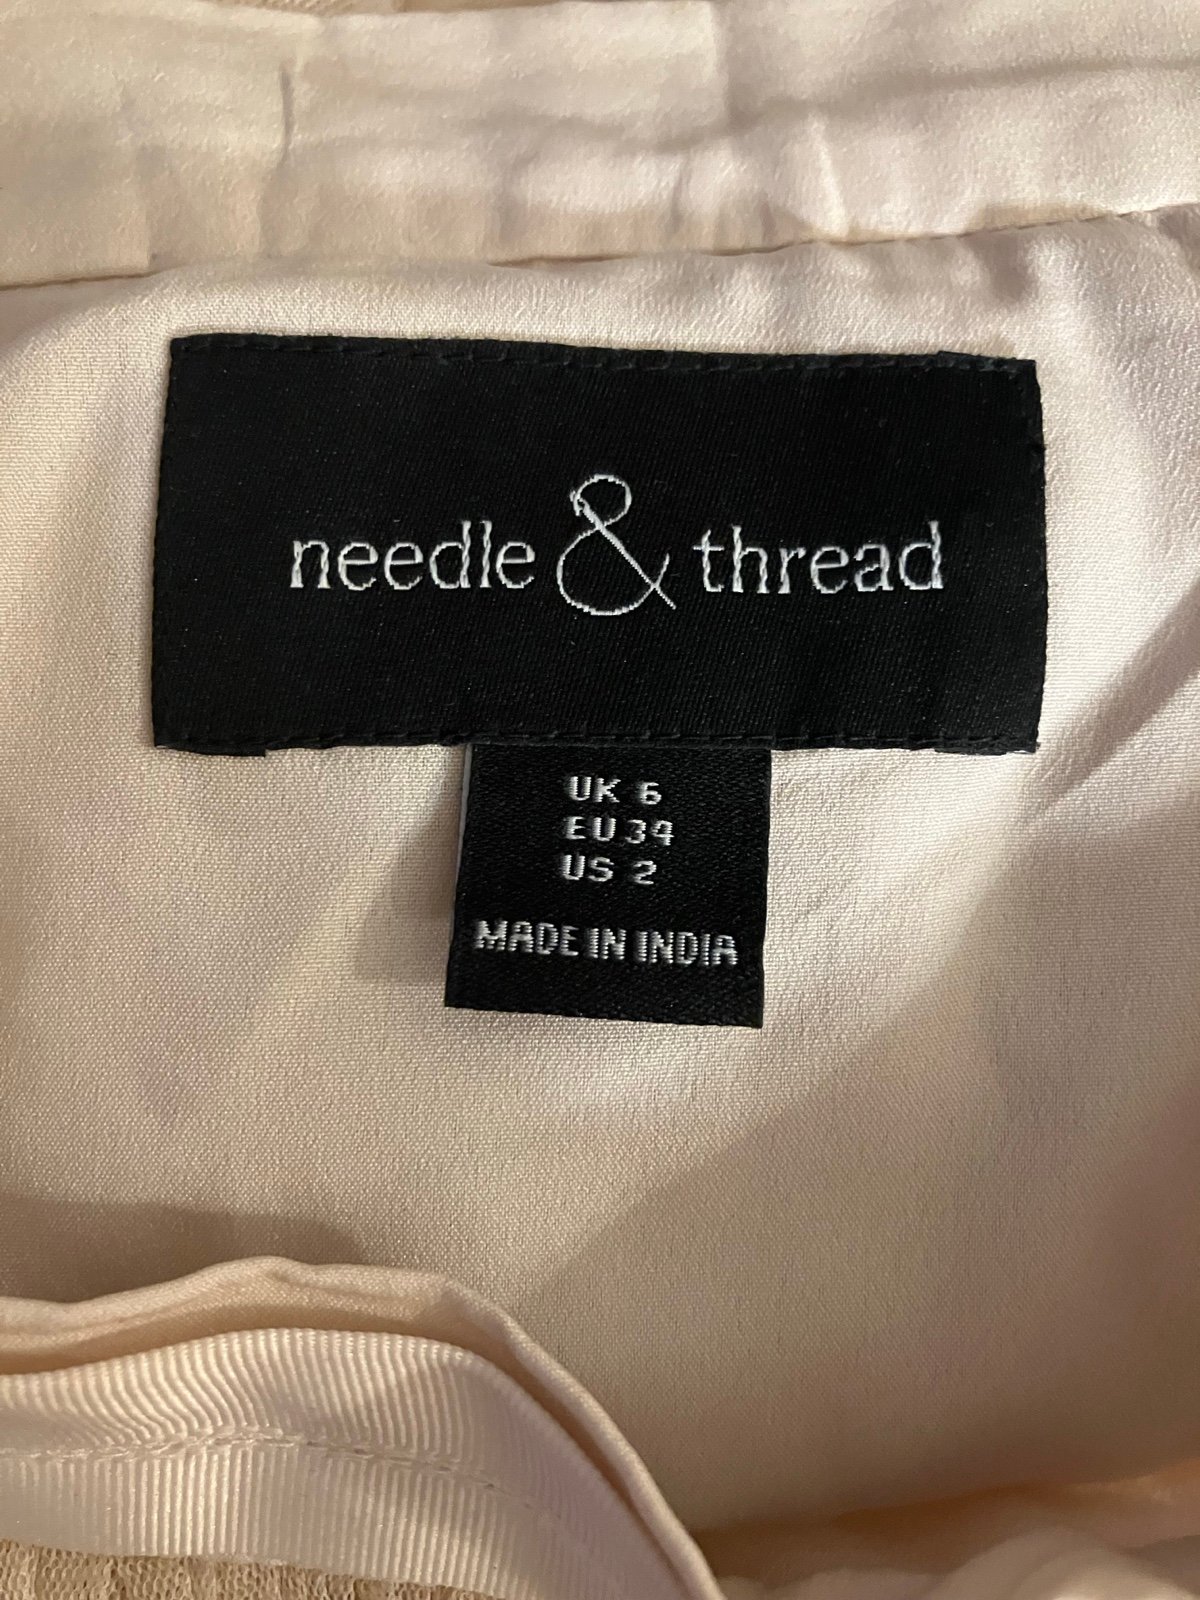 needle & thread
UK 6
EU 34
US 2
MADE IN INDIA